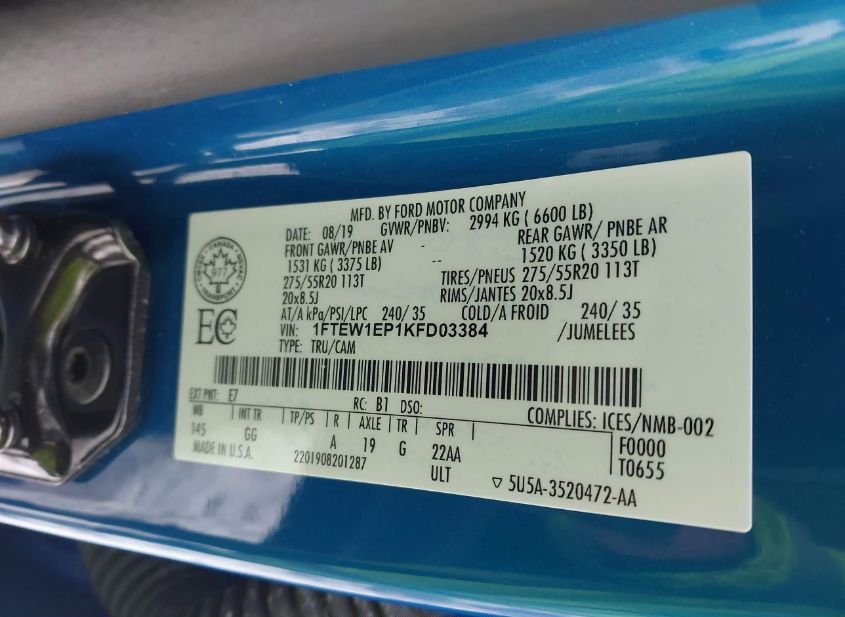 MFD. BY FORD MOTOR COMPANY
DATE: 08/19 GVWR/PNBV: 2994 KG ( 6600 LB)
FRONT GAWR/PNBE AV - REAR GAWR/ PNBE AR
1531 KG ( 3375 LB) -- 1520 KG ( 3350 LB)
275/55R20 113T TIRES/PNEUS 275/55R20 113T
20x8.5J RIMS/JANTES 20x8.5J
AT/A kPa/PSI/LPC 240/ 35 COLD/A FROID 240/ 35
VIN: 1FTEW1EP1KFD03384 /JUMELEES
TYPE: TRU/CAM
CANADA
TRANSPORT
EC
EXT PNT: E7 RC: B1 DSO: COMPLIES: ICES/NMB-002
WB INT TR TP/PS R AXLE TR SPR F0000
145 GG A 19 G 22AA T0655
MADE IN U.S.A. 2201908201287 ULT ▽ 5U5A-3520472-AA